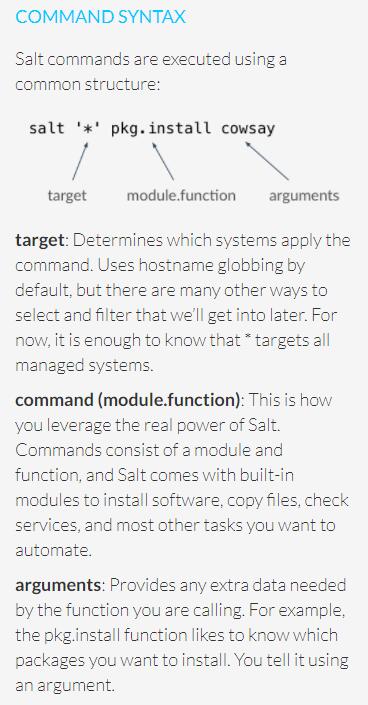 COMMAND SYNTAX
Salt commands are executed using a
common structure:
salt '*' pkg.install cowsay
target module.function arguments
target: Determines which systems apply the
command. Uses hostname globbing by
default, but there are many other ways to
select and filter that we'll get into later. For
now, it is enough to know that * targets all
managed systems.
command (module.function): This is how
you leverage the real power of Salt.
Commands consist of a module and
function, and Salt comes with built-in
modules to install software, copy files, check
services, and most other tasks you want to
automate.
arguments: Provides any extra data needed
by the function you are calling. For example,
the pkg.install function likes to know which
packages you want to install. You tell it using
an argument.